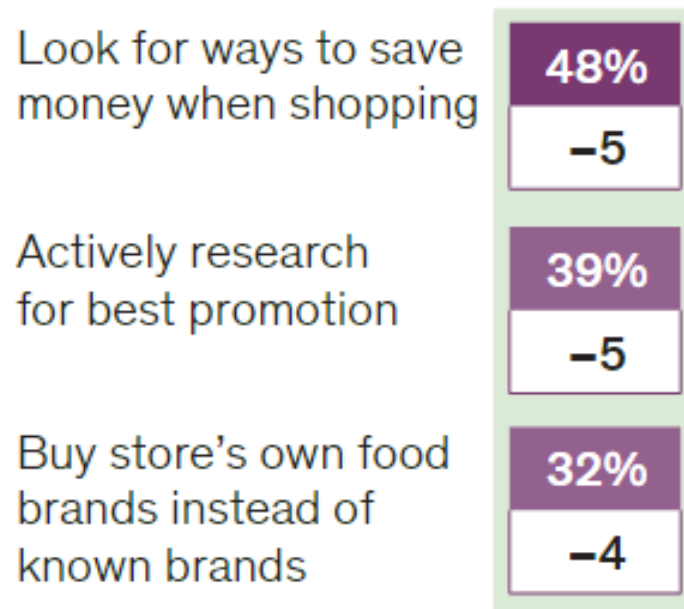 Look for ways to save
money when shopping
48%
–5
Actively research
for best promotion
39%
–5
Buy store’s own food
brands instead of
known brands
32%
–4